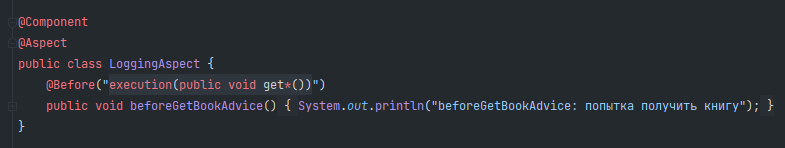 @Component
@Aspect
public class LoggingAspect {
@Before("execution(public void get*())")
public void beforeGetBookAdvice() { System.out.println("beforeGetBookAdvice: попытка получить книгу"); }
}